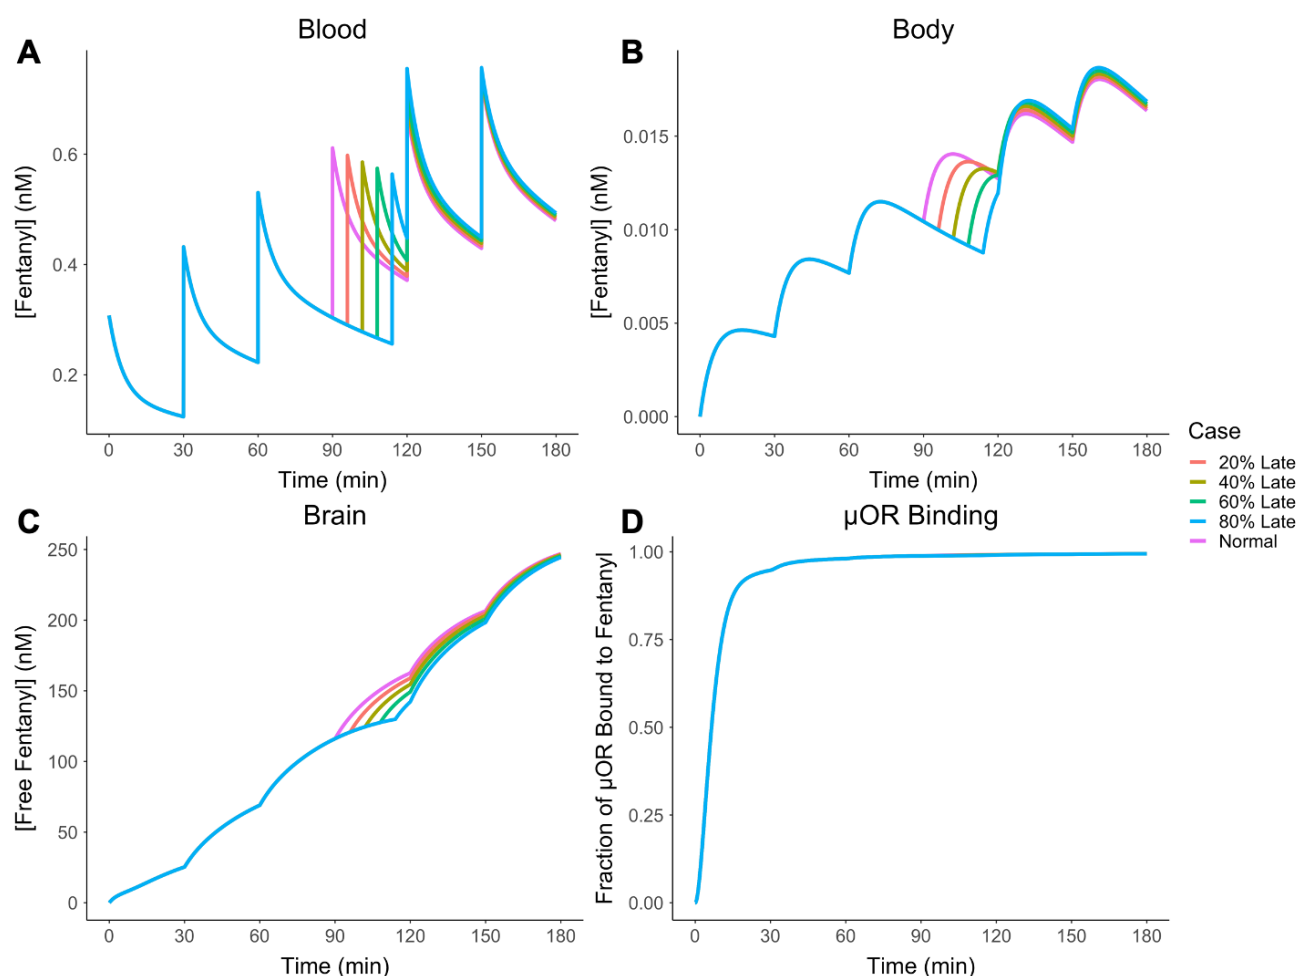 A
Blood
[Fentanyl] (nM)
0.6
0.4
0.2
0
30
60
90
120
150
180
Time (min)
B
Body
[Fentanyl] (nM)
0.015
0.010
0.005
0.000
0
30
60
90
120
150
180
Time (min)
Case
20% Late
40% Late
60% Late
80% Late
Normal
C
Brain
[Free Fentanyl] (nM)
250
200
150
100
50
0
0
30
60
90
120
150
180
Time (min)
D
µOR Binding
Fraction of µOR Bound to Fentanyl
1.00
0.75
0.50
0.25
0.00
0
30
60
90
120
150
180
Time (min)